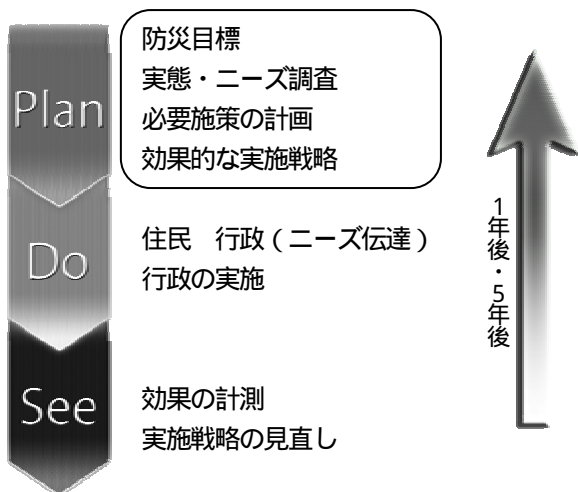 Plan
防災目標
実態・ニーズ調査
必要施策の計画
効果的な実施戦略
Do
住民　行政（ニーズ伝達）
行政の実施
See
効果の計測
実施戦略の見直し
1年後・5年後